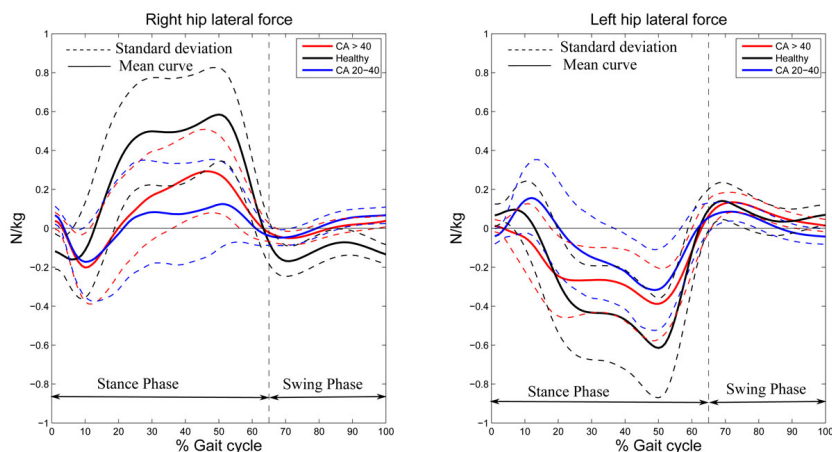 Right hip lateral force
Standard deviation
Mean curve
CA > 40
Healthy
CA 20−40
N/kg
1
0.8
0.6
0.4
0.2
0
−0.2
−0.4
−0.6
−0.8
−1
Stance Phase
Swing Phase
0 10 20 30 40 50 60 70 80 90 100
% Gait cycle
Left hip lateral force
Standard deviation
Mean curve
CA > 40
Healthy
CA 20−40
N/kg
1
0.8
0.6
0.4
0.2
0
−0.2
−0.4
−0.6
−0.8
−1
Stance Phase
Swing Phase
0 10 20 30 40 50 60 70 80 90 100
% Gait cycle